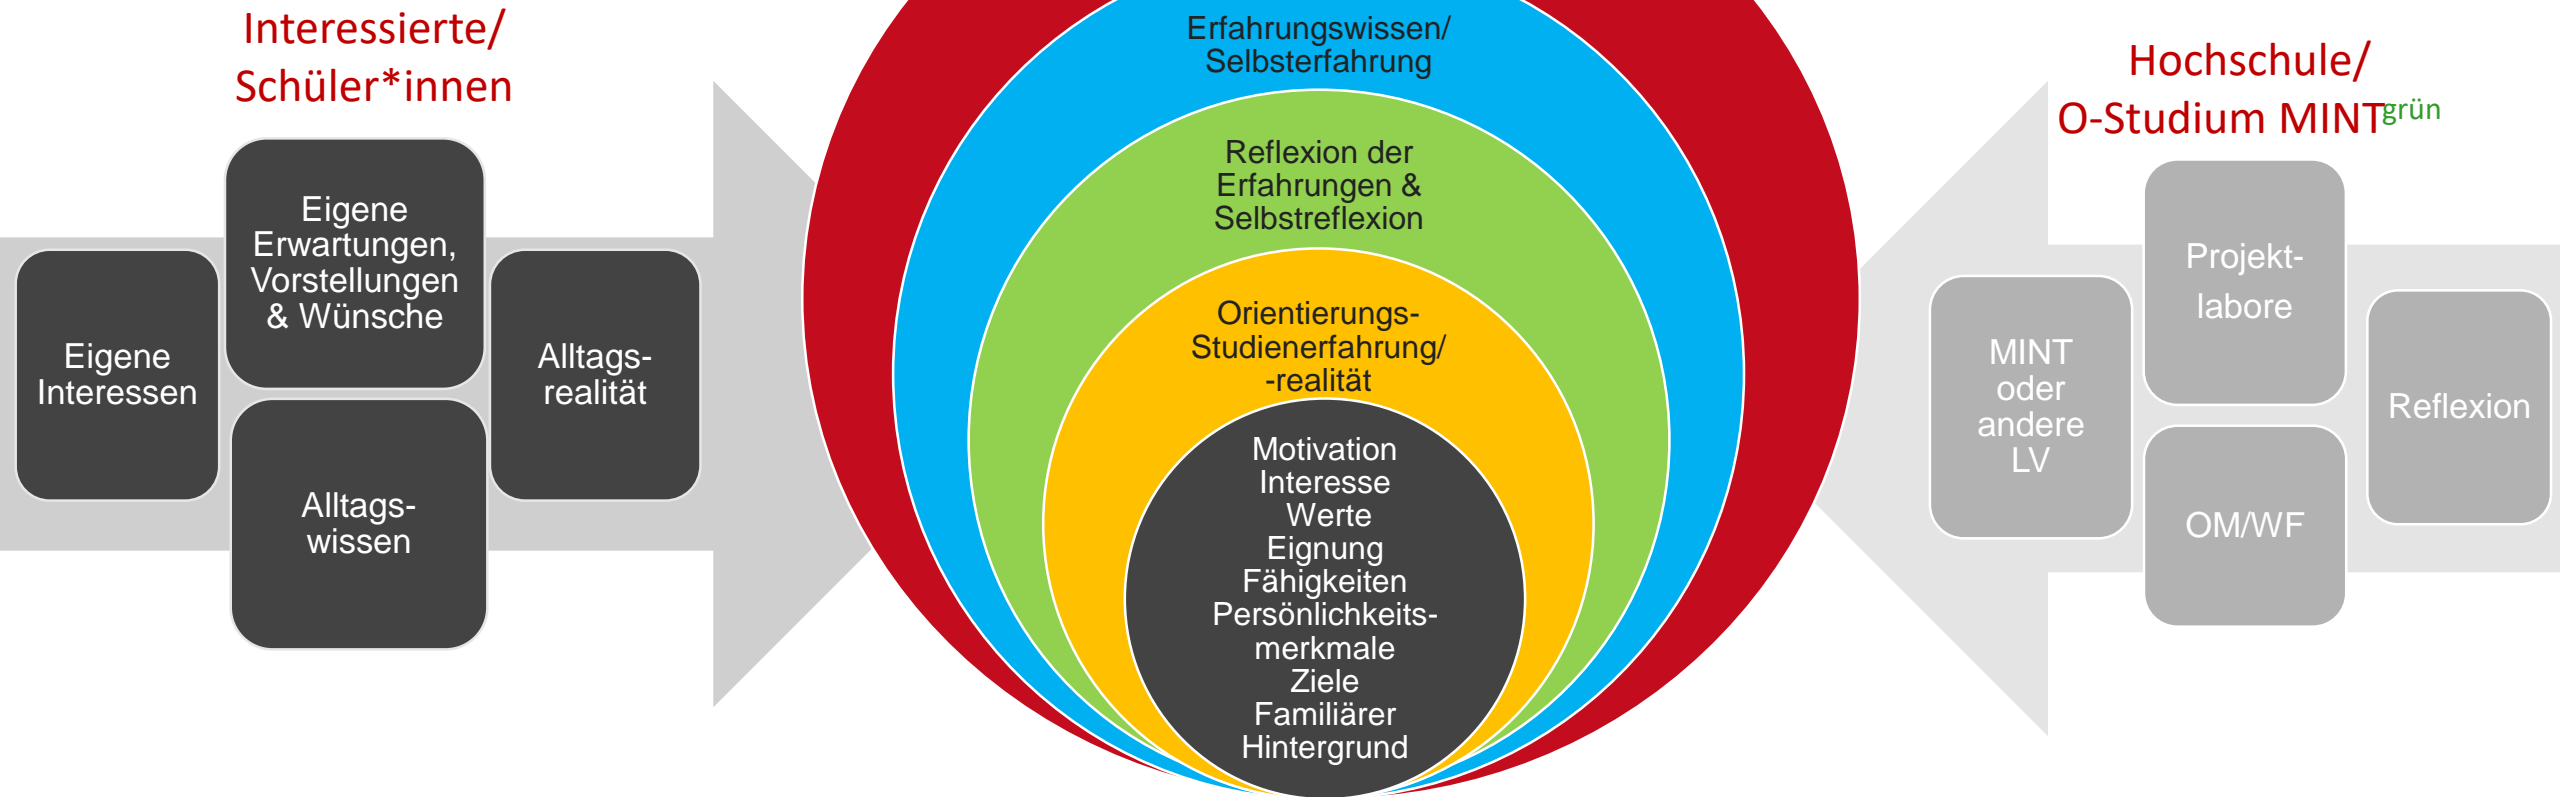 Interessierte/
Schüler*innen
Eigene
Interessen
Eigene
Erwartungen,
Vorstellungen
& Wünsche
Alltags-
wissen
Alltags-
realität
Erfahrungswissen/
Selbsterfahrung
Reflexion der
Erfahrungen &
Selbstreflexion
Orientierungs-
Studienerfahrung/
-realität
Motivation
Interesse
Werte
Eignung
Fähigkeiten
Persönlichkeits-
merkmale
Ziele
Familiärer
Hintergrund
Hochschule/
O-Studium MINTgrün
MINT
oder
andere
LV
Projekt-
labore
OM/WF
Reflexion